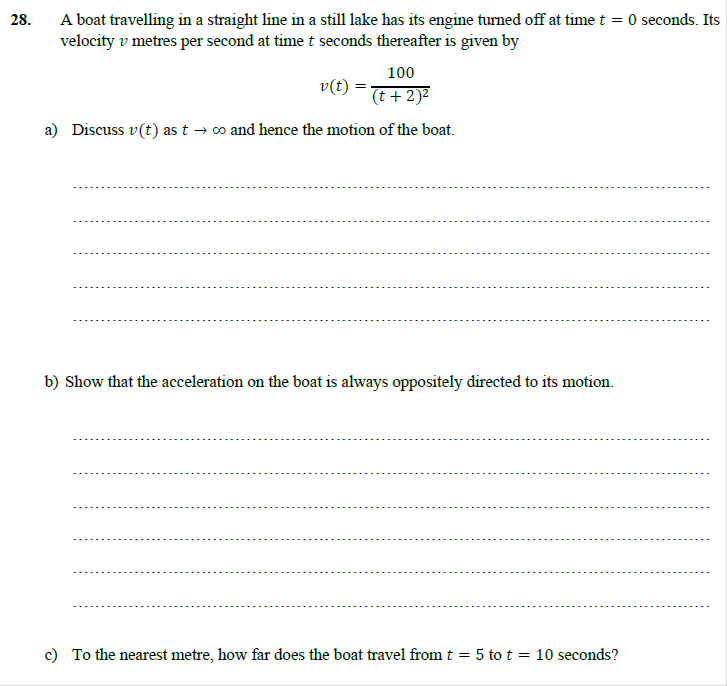 28. A boat travelling in a straight line in a still lake has its engine turned off at time t = 0 seconds. Its
velocity v metres per second at time t seconds thereafter is given by
v(t) = 100 / (t + 2)²
a) Discuss v(t) as t → ∞ and hence the motion of the boat.
b) Show that the acceleration on the boat is always oppositely directed to its motion.
c) To the nearest metre, how far does the boat travel from t = 5 to t = 10 seconds?